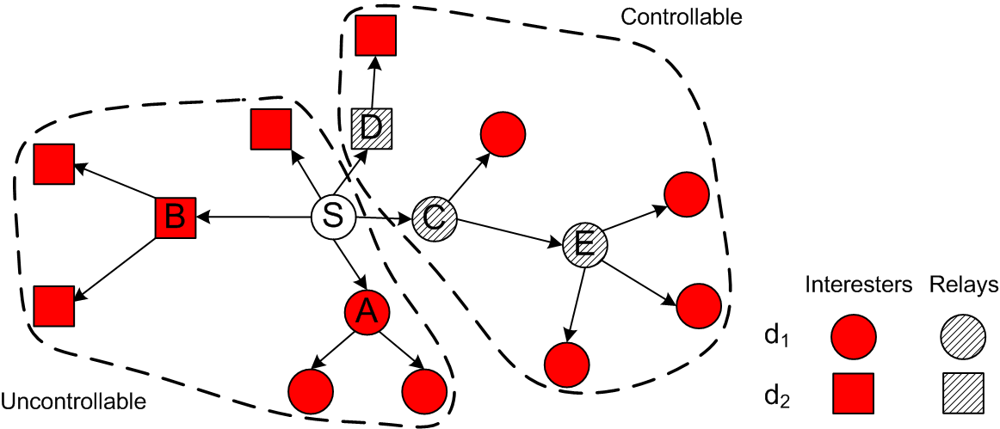 Controllable
D
B
S
C
E
A
Interesters Relays
d1
d2
Uncontrollable